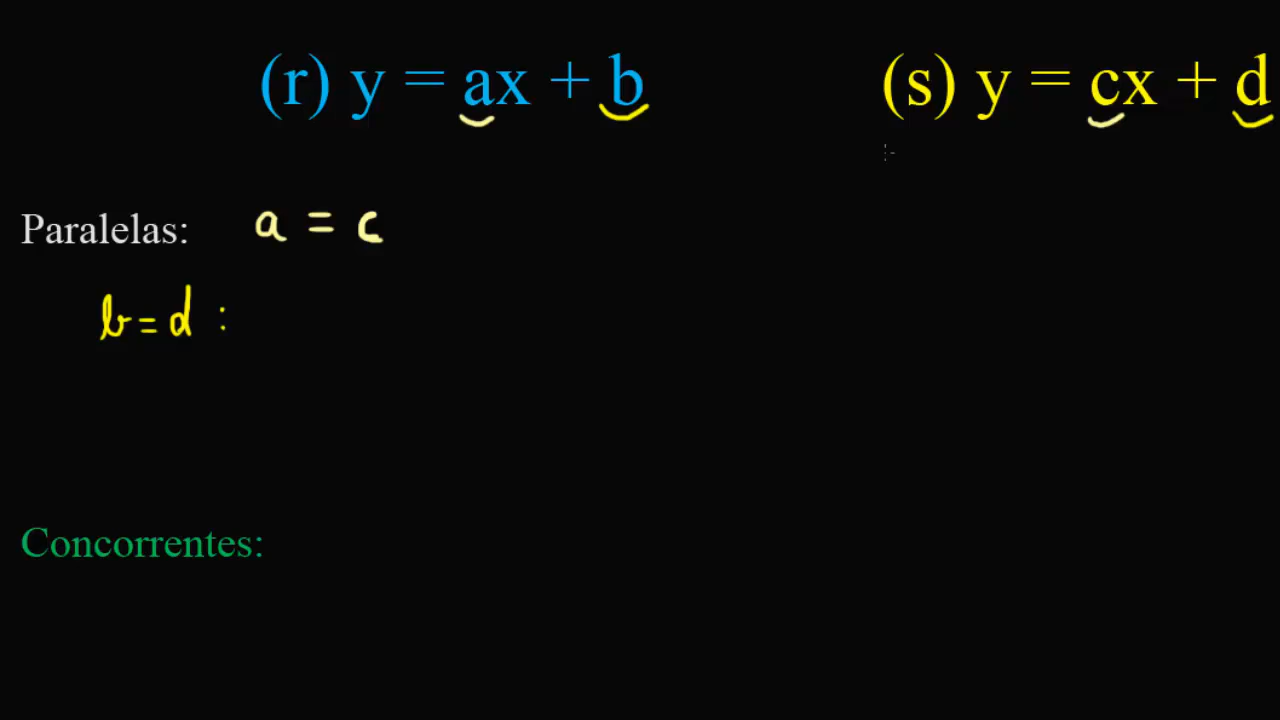 (r) y = ax + b (s) y = cx + d
Paralelas: a = c
b = d :
Concorrentes: